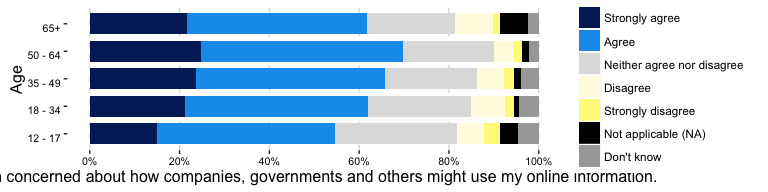 65+
50 - 64
35 - 49
18 - 34
12 - 17
Age
0% 20% 40% 60% 80% 100%
Strongly agree
Agree
Neither agree nor disagree
Disagree
Strongly disagree
Not applicable (NA)
Don't know
concerned about how companies, governments and others might use my online information.